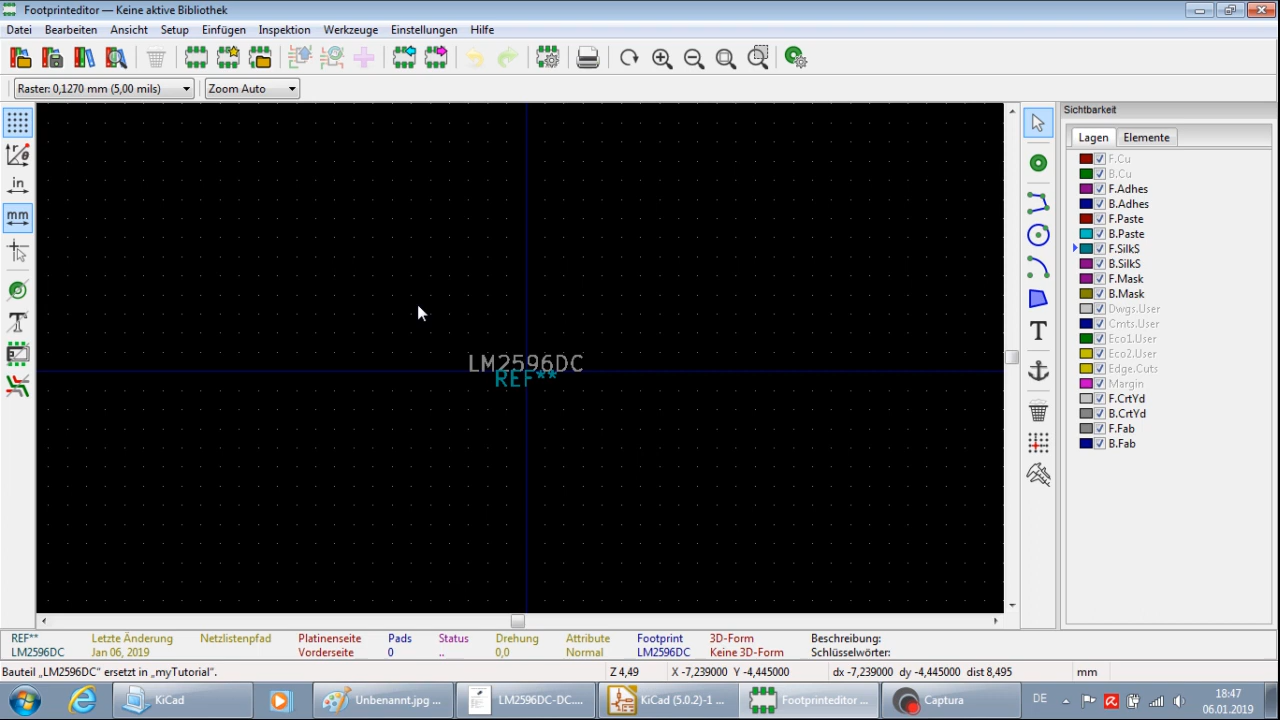 Footprinteditor — Keine aktive Bibliothek
Datei Bearbeiten Ansicht Setup Einfügen Inspektion Werkzeuge Einstellungen Hilfe
Raster: 0,1270 mm (5,00 mils) Zoom Auto
in
mm
LM2596DC
REF**
T
Sichtbarkeit
Lagen Elemente
F.Cu
B.Cu
F.Adhes
B.Adhes
F.Paste
B.Paste
F.SilkS
B.SilkS
F.Mask
B.Mask
Dwgs.User
Cmts.User
Eco1.User
Eco2.User
Edge.Cuts
Margin
F.CrtYd
B.CrtYd
F.Fab
B.Fab
REF** Letzte Änderung Netzlistenpfad Platinenseite Pads Status Drehung Attribute Footprint 3D-Form Beschreibung:
LM2596DC Jan 06, 2019 Vorderseite 0 .. 0,0 Normal LM2596DC Keine 3D-Form Schlüsselwörter:
Bauteil „LM2596DC“ ersetzt in „myTutorial“. Z 4,49 X -7,239000 Y -4,445000 dx -7,239000 dy -4,445000 dist 8,495 mm
KiCad Unbenannt.jpg ... LM2596DC-DC.... KiCad (5.0.2)-1 ... Footprinteditor ... Captura DE 18:47
06.01.2019